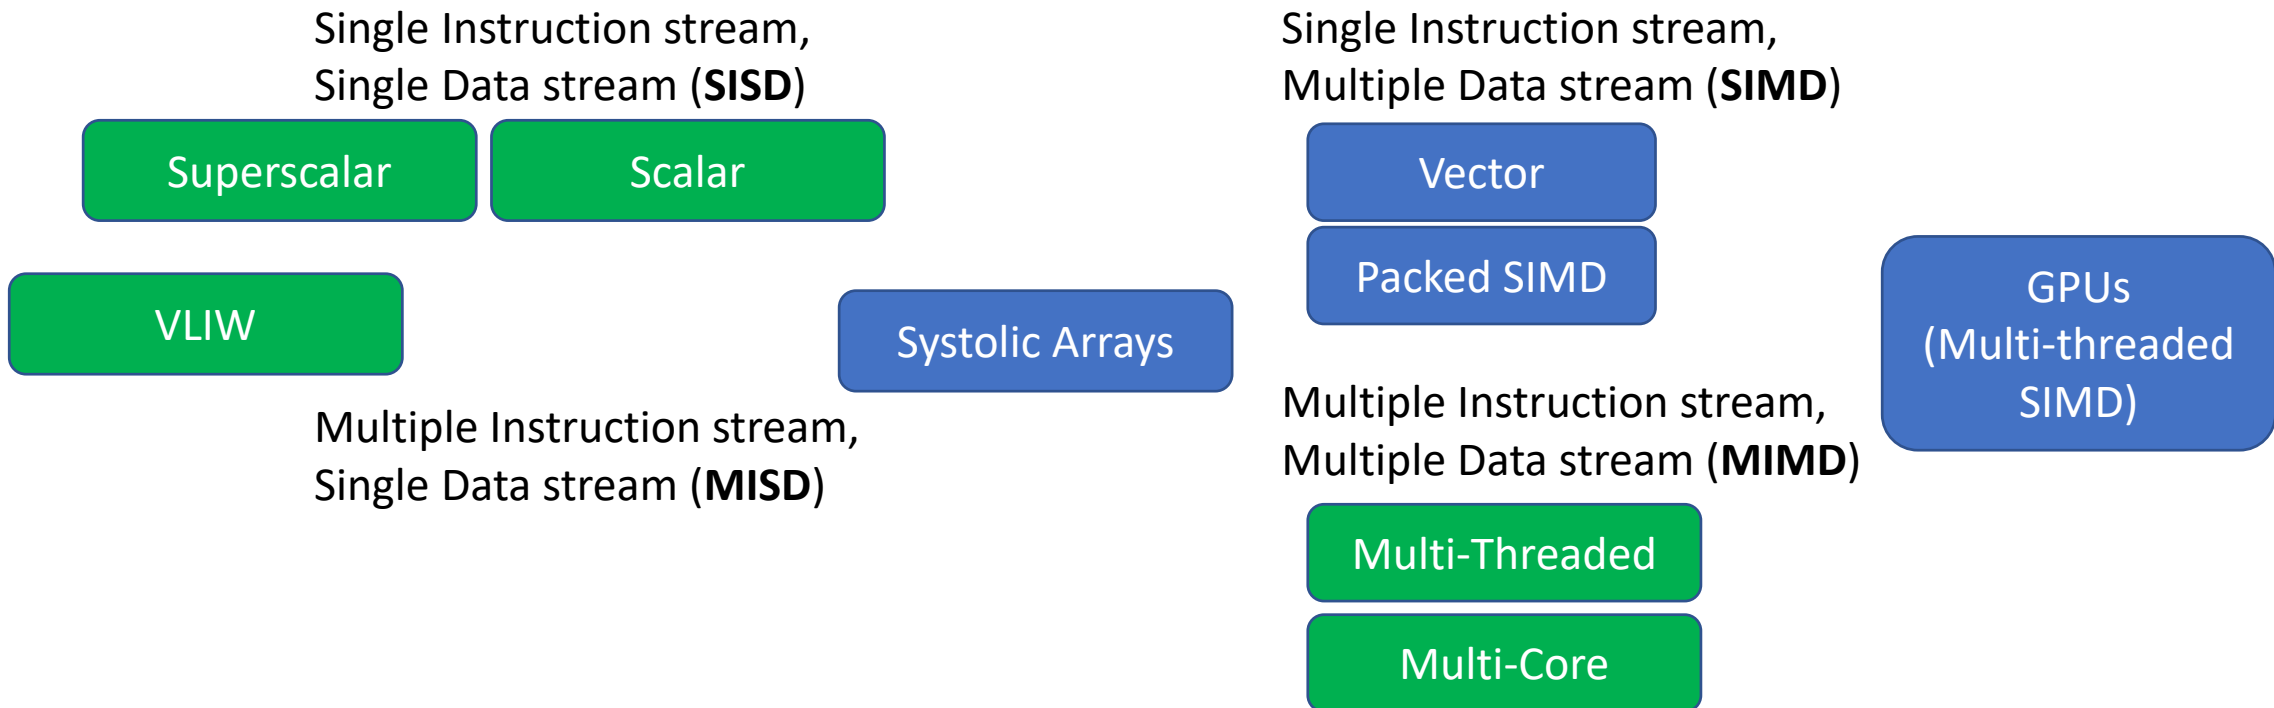 Single Instruction stream,
Single Data stream (SISD)
Superscalar
Scalar
VLIW
Systolic Arrays
Multiple Instruction stream,
Single Data stream (MISD)
Single Instruction stream,
Multiple Data stream (SIMD)
Vector
Packed SIMD
GPUs
(Multi-threaded
SIMD)
Multiple Instruction stream,
Multiple Data stream (MIMD)
Multi-Threaded
Multi-Core